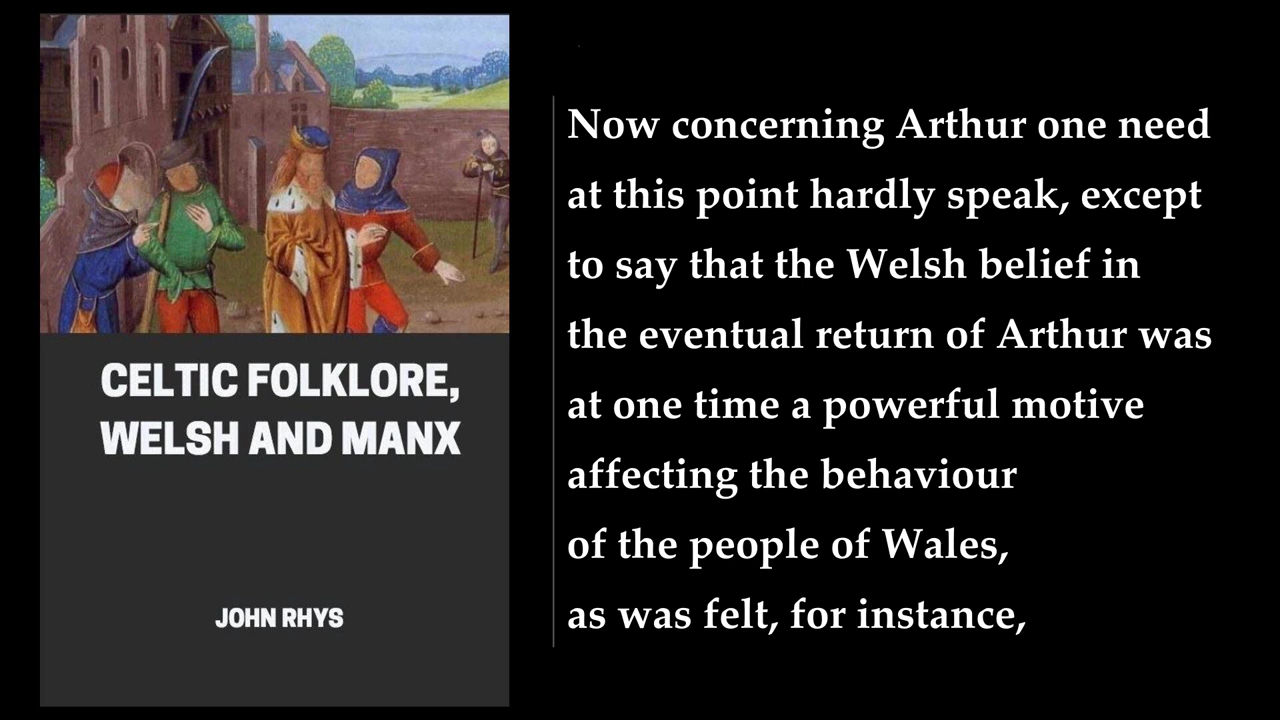 CELTIC FOLKLORE,
WELSH AND MANX
JOHN RHYS
Now concerning Arthur one need
at this point hardly speak, except
to say that the Welsh belief in
the eventual return of Arthur was
at one time a powerful motive
affecting the behaviour
of the people of Wales,
as was felt, for instance,